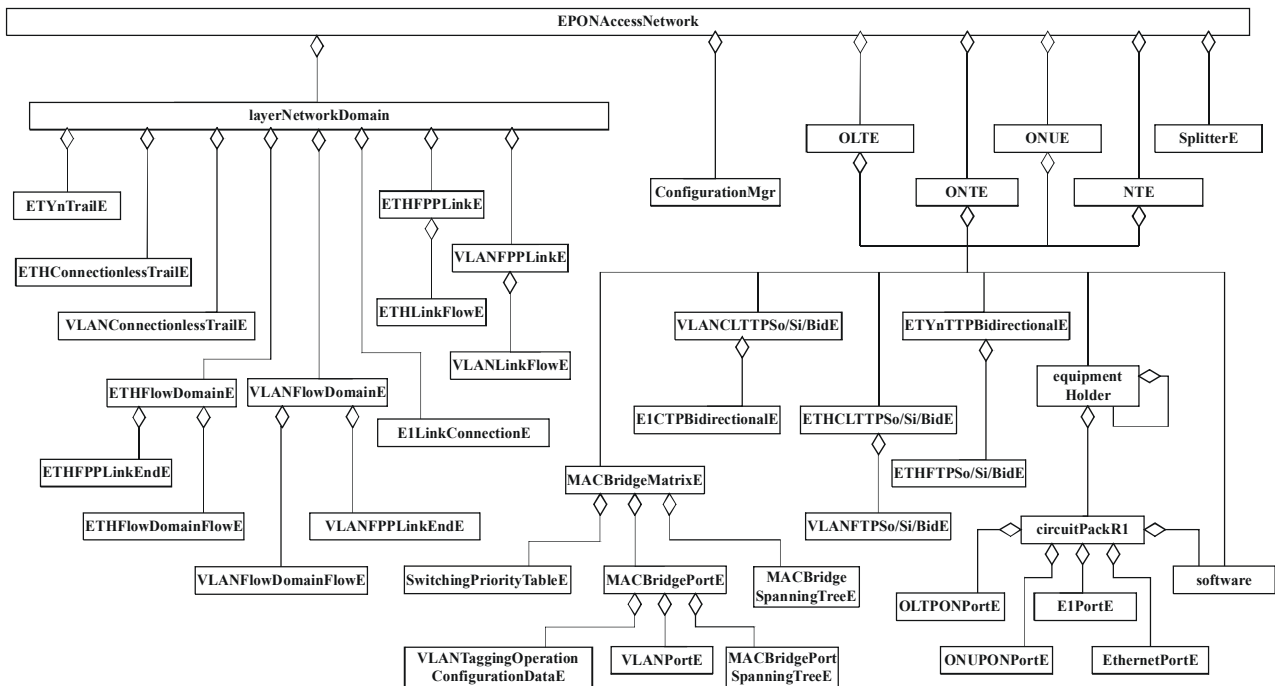 EPONAccessNetwork
layerNetworkDomain
OLTE
ONUE
SplitterE
ETYnTrailE
ETHFPPLinkE
ConfigurationMgr
ONTE
NTE
ETHConnectionlessTrailE
VLANFPPLinkE
VLANConnectionlessTrailE
ETHLinkFlowE
VLANCLTTPSo/Si/BidE
ETYnTTPBidirectionalE
VLANLinkFlowE
equipment
Holder
ETHFlowDomainE
VLANFlowDomainE
E1LinkConnectionE
E1CTPBidirectionalE
ETHCLTTPSo/Si/BidE
ETHFPPLinkEndE
MACBridgeMatrixE
ETHFTPSo/Si/BidE
ETHFlowDomainFlowE
VLANFPPLinkEndE
VLANFTPSo/Si/BidE
circuitPackR1
VLANFlowDomainFlowE
SwitchingPriorityTableE
MACBridgePortE
MACBridge
SpanningTreeE
software
OLTPONPortE
E1PortE
VLANTaggingOperation
ConfigurationDataE
VLANPortE
MACBridgePort
SpanningTreeE
ONUPONPortE
EthernetPortE